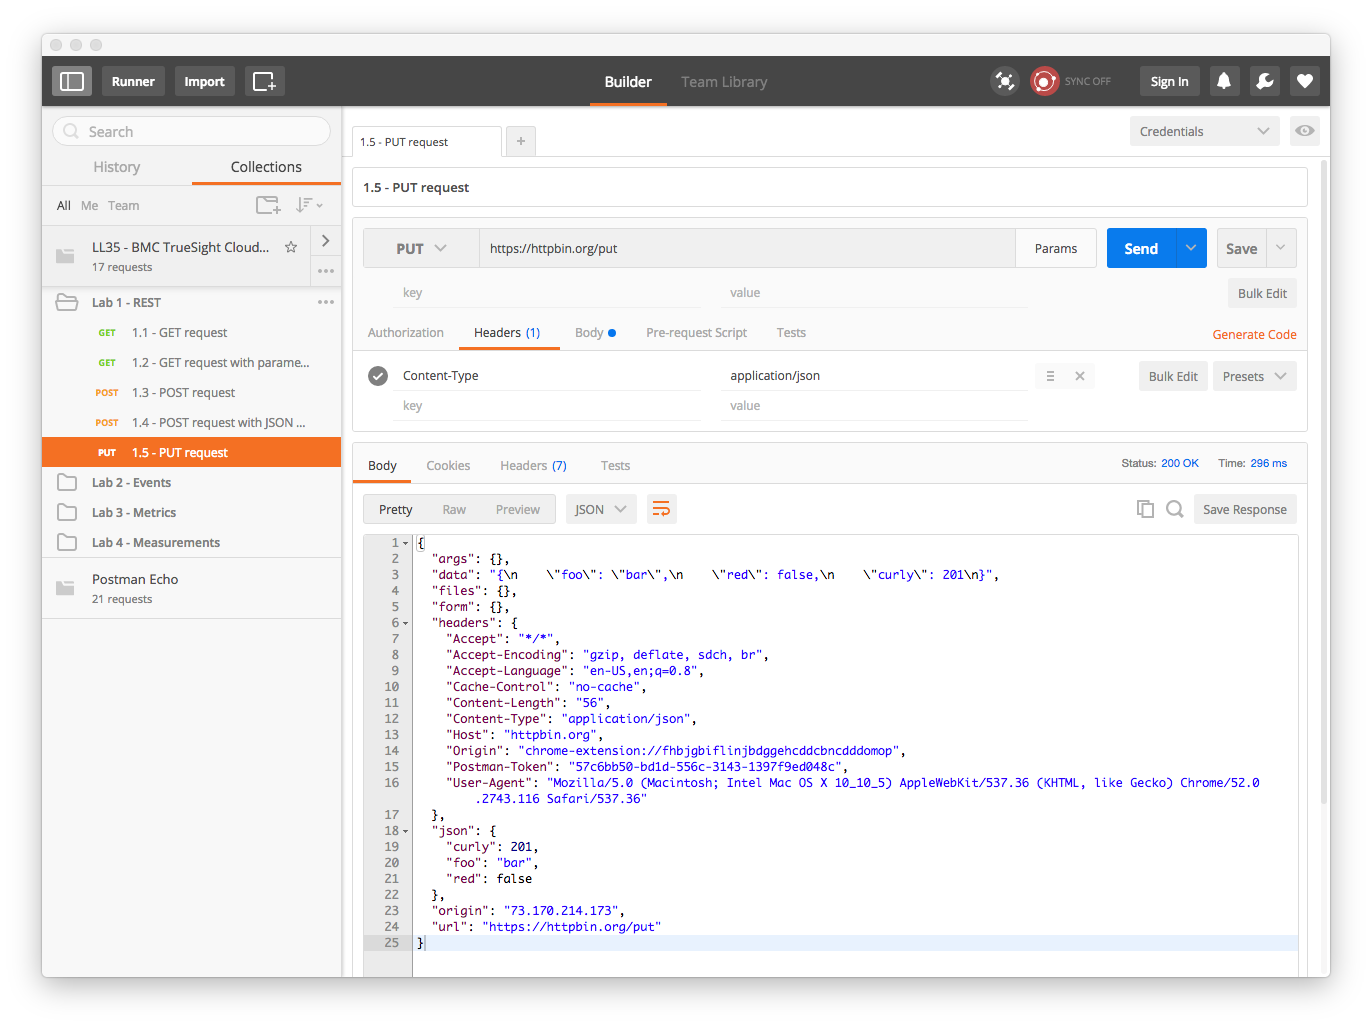 Runner Import Builder Team Library SYNC OFF Sign In
Search
History Collections
All Me Team
LL35 - BMC TrueSight Cloud...
17 requests
Lab 1 - REST
GET 1.1 - GET request
GET 1.2 - GET request with parame...
POST 1.3 - POST request
POST 1.4 - POST request with JSON ...
PUT 1.5 - PUT request
Lab 2 - Events
Lab 3 - Metrics
Lab 4 - Measurements
Postman Echo
21 requests
1.5 - PUT request + Credentials
1.5 - PUT request
PUT https://httpbin.org/put Params Send Save
key value Bulk Edit
Authorization Headers (1) Body Pre-request Script Tests Generate Code
Content-Type application/json Bulk Edit Presets
key value
Body Cookies Headers (7) Tests Status: 200 OK Time: 296 ms
Pretty Raw Preview JSON Save Response
1 {
2 "args": {},
3 "data": "{\n    \"foo\": \"bar\",\n    \"red\": false,\n    \"curly\": 201\n}",
4 "files": {},
5 "form": {},
6 "headers": {
7 "Accept": "*/*",
8 "Accept-Encoding": "gzip, deflate, sdch, br",
9 "Accept-Language": "en-US,en;q=0.8",
10 "Cache-Control": "no-cache",
11 "Content-Length": "56",
12 "Content-Type": "application/json",
13 "Host": "httpbin.org",
14 "Origin": "chrome-extension://fhbjgbiflinjbdggehcddcbncdddomop",
15 "Postman-Token": "57c6bb50-bd1d-556c-3143-1397f9ed048c",
16 "User-Agent": "Mozilla/5.0 (Macintosh; Intel Mac OS X 10_10_5) AppleWebKit/537.36 (KHTML, like Gecko) Chrome/52.0
.2743.116 Safari/537.36"
17 },
18 "json": {
19 "curly": 201,
20 "foo": "bar",
21 "red": false
22 },
23 "origin": "73.170.214.173",
24 "url": "https://httpbin.org/put"
25 }